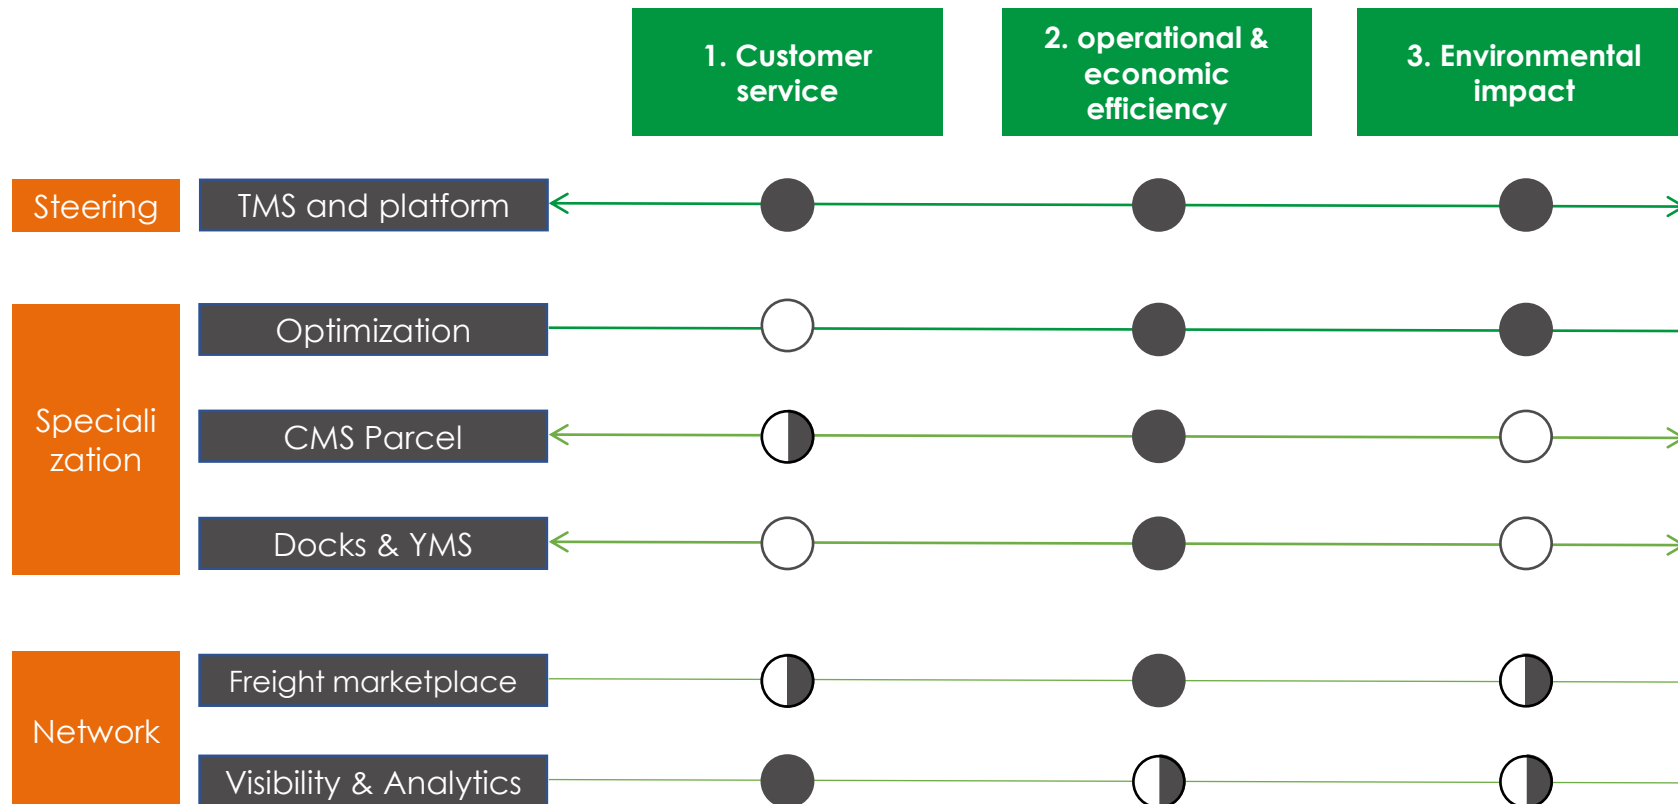 1. Customer
service
2. operational &
economic
efficiency
3. Environmental
impact
Steering
TMS and platform
Speciali
zation
Optimization
CMS Parcel
Docks & YMS
Network
Freight marketplace
Visibility & Analytics